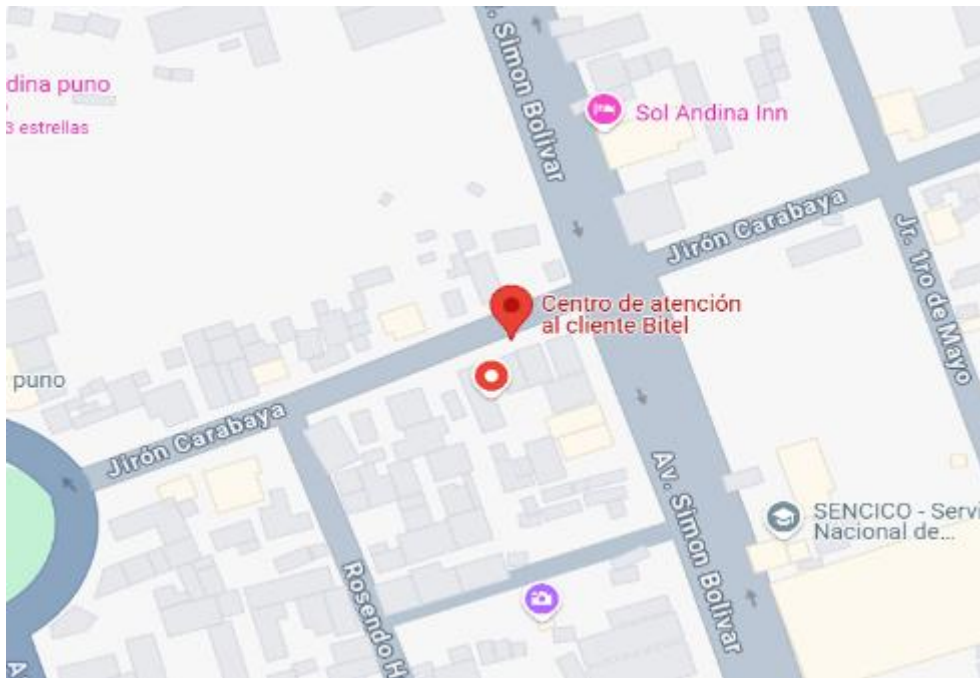 . Simon Bolivar
dina puno
3 estrellas
Sol Andina Inn
Jirón Carabaya
Jr. 1ro de Mayo
Centro de atención
al cliente Bitel
puno
Jirón Carabaya
Av. Simon Bolivar
SENCICO - Servi
Nacional de...
Rosendo H
A